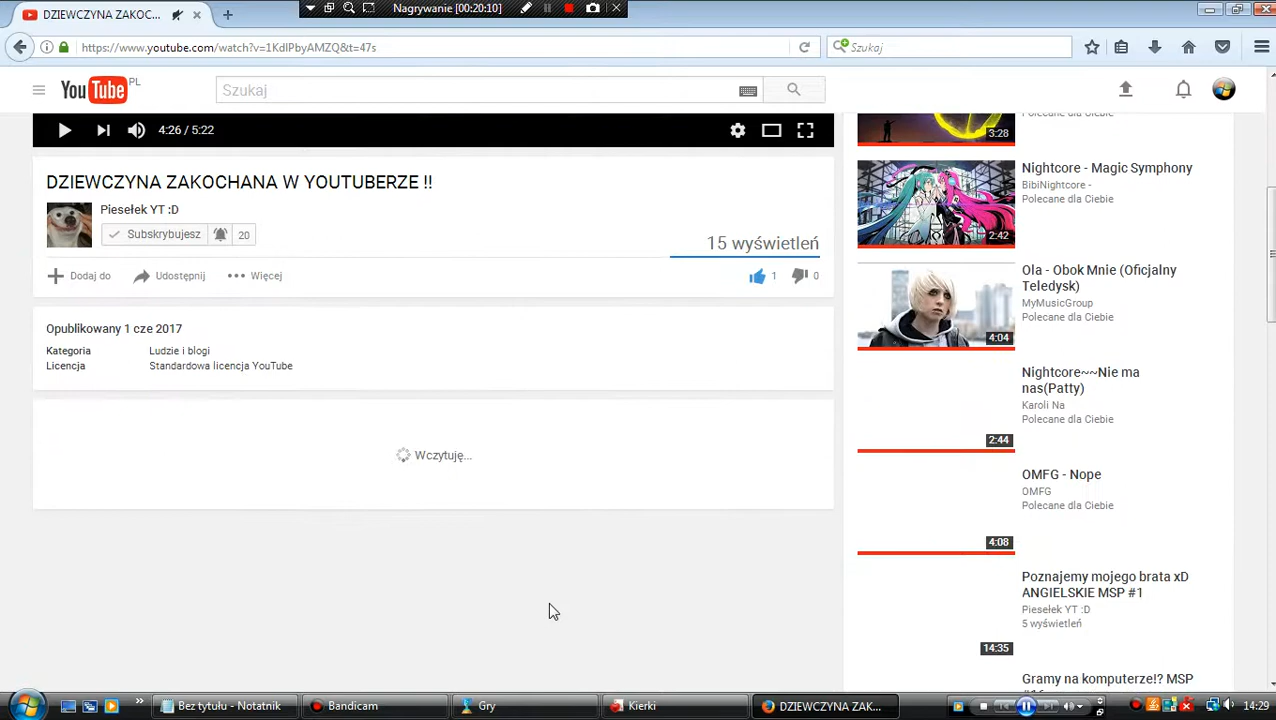 Nagrywanie [00:20:10]
DZIEWCZYNA ZAKOC...
https://www.youtube.com/watch?v=1KdlPbyAMZQ&t=47s
Szukaj
YouTube PL
Szukaj
4:26 / 5:22
DZIEWCZYNA ZAKOCHANA W YOUTUBERZE !!
Piesełek YT :D
Subskrybujesz 20
15 wyświetleń
Dodaj do Udostępnij Więcej
1 0
Opublikowany 1 cze 2017
Kategoria Ludzie i blogi
Licencja Standardowa licencja YouTube
Wczytuję...
Polecane dla Ciebie
3:28
Nightcore - Magic Symphony
BibiNightcore -
Polecane dla Ciebie
2:42
Ola - Obok Mnie (Oficjalny
Teledysk)
MyMusicGroup
Polecane dla Ciebie
4:04
Nightcore~~Nie ma
nas(Patty)
Karoli Na
Polecane dla Ciebie
2:44
OMFG - Nope
OMFG
Polecane dla Ciebie
4:08
Poznajemy mojego brata xD
ANGIELSKIE MSP #1
Piesełek YT :D
5 wyświetleń
14:35
Gramy na komputerze!? MSP
Bez tytułu - Notatnik
Bandicam
Gry
Kierki
DZIEWCZYNA ZAK...
14:29